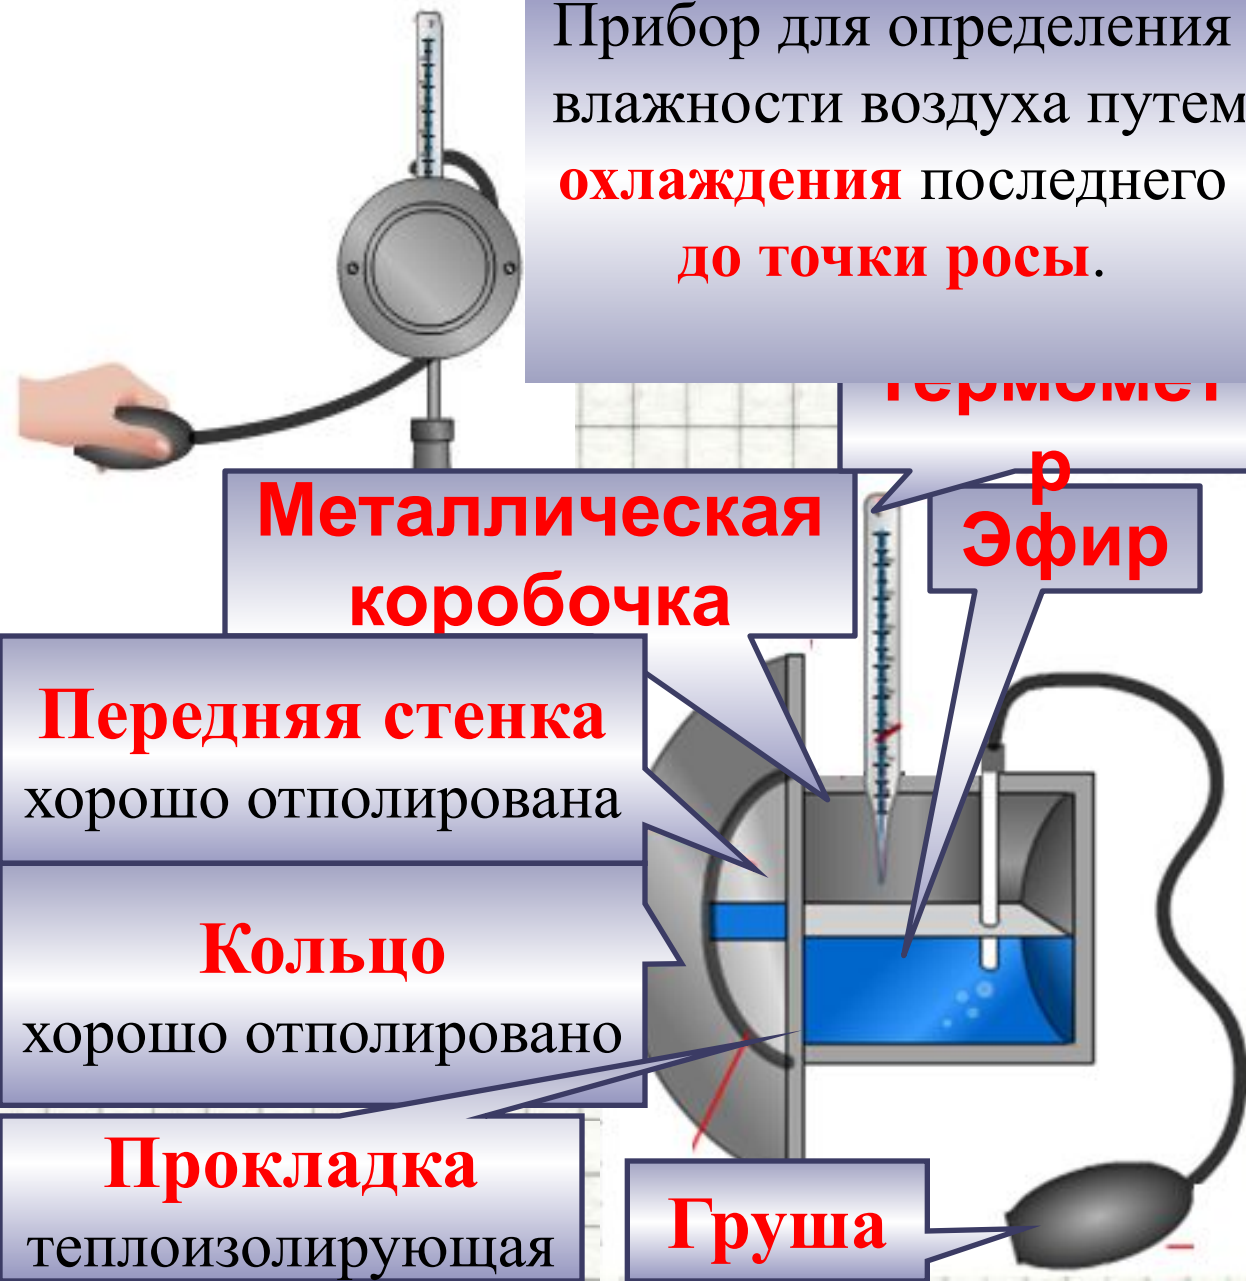 Прибор для определения
влажности воздуха путем
охлаждения последнего
до точки росы.
Термомет
р
Металлическая
коробочка
Эфир
Передняя стенка
хорошо отполирована
Кольцо
хорошо отполировано
Прокладка
теплоизолирующая
Груша